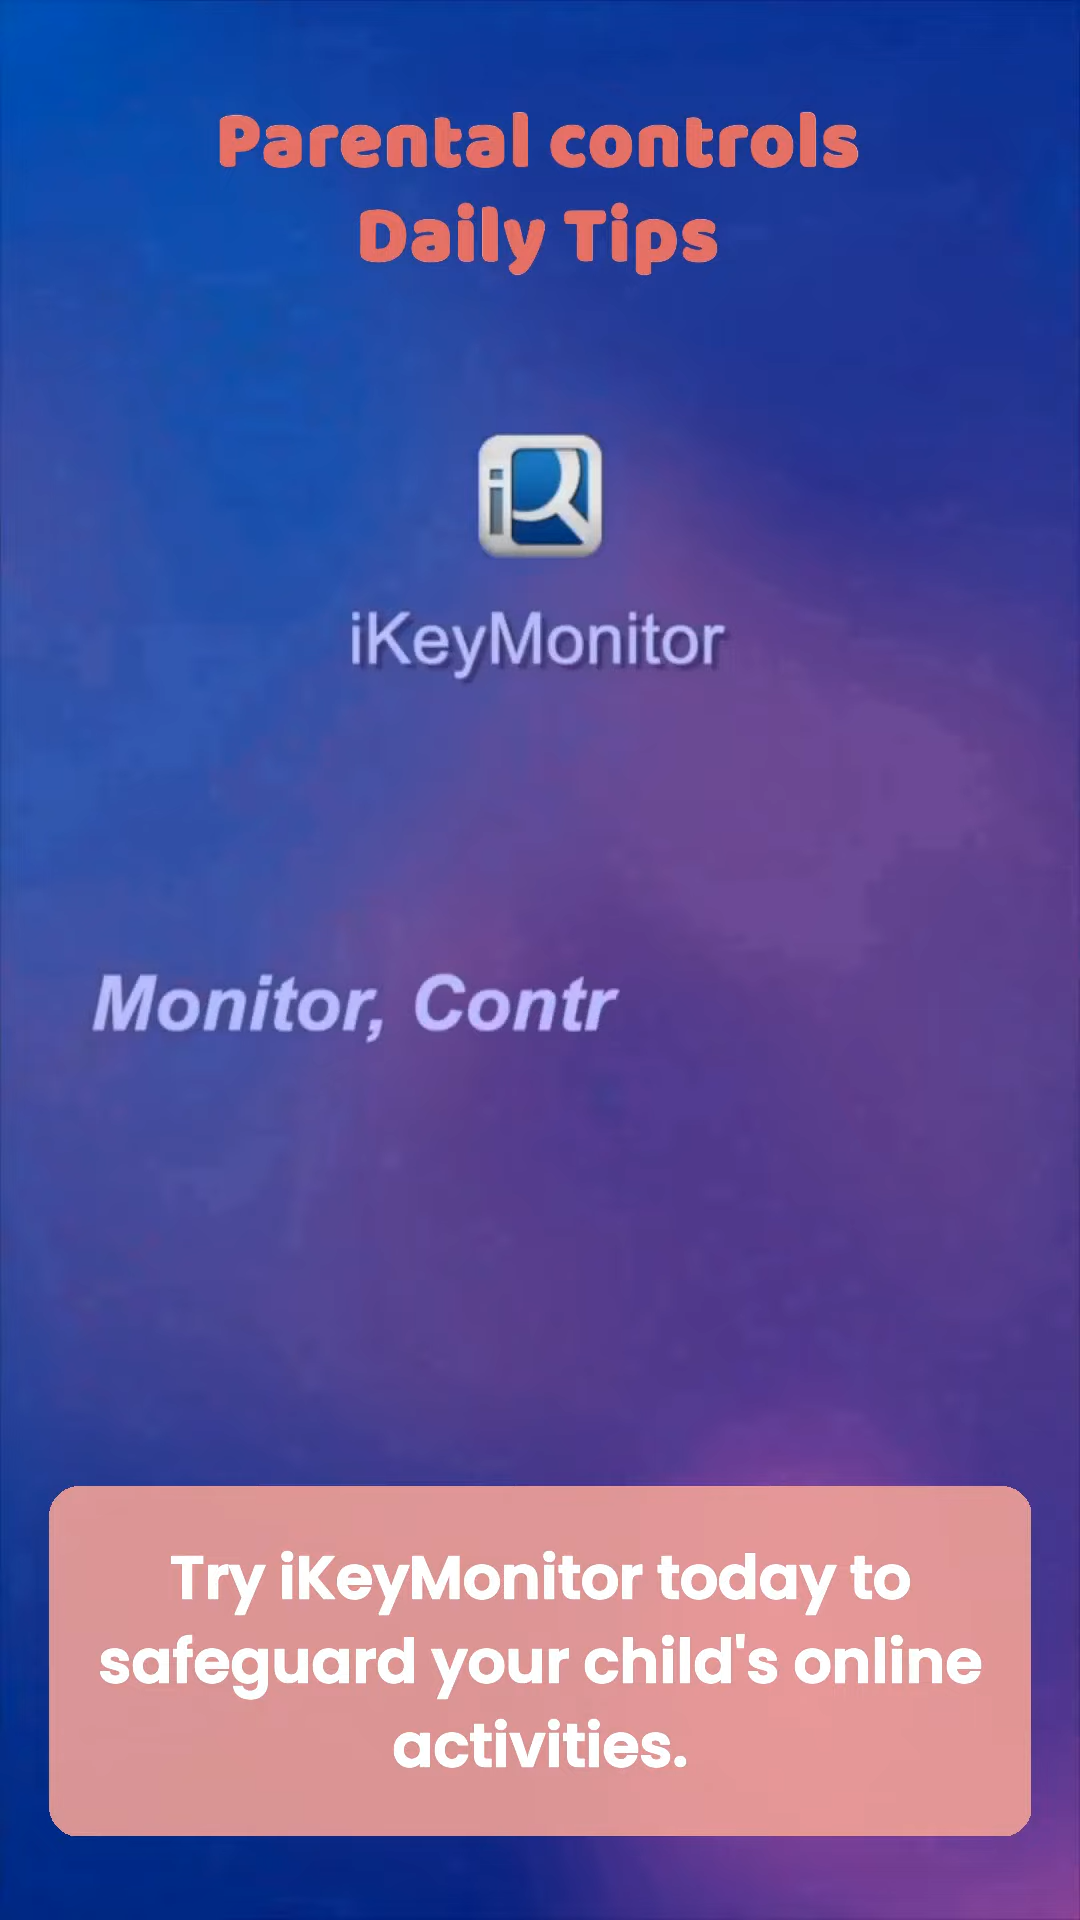 Parental controls
Daily Tips
iKeyMonitor
Monitor, Contr
Try iKeyMonitor today to
safeguard your child's online
activities.